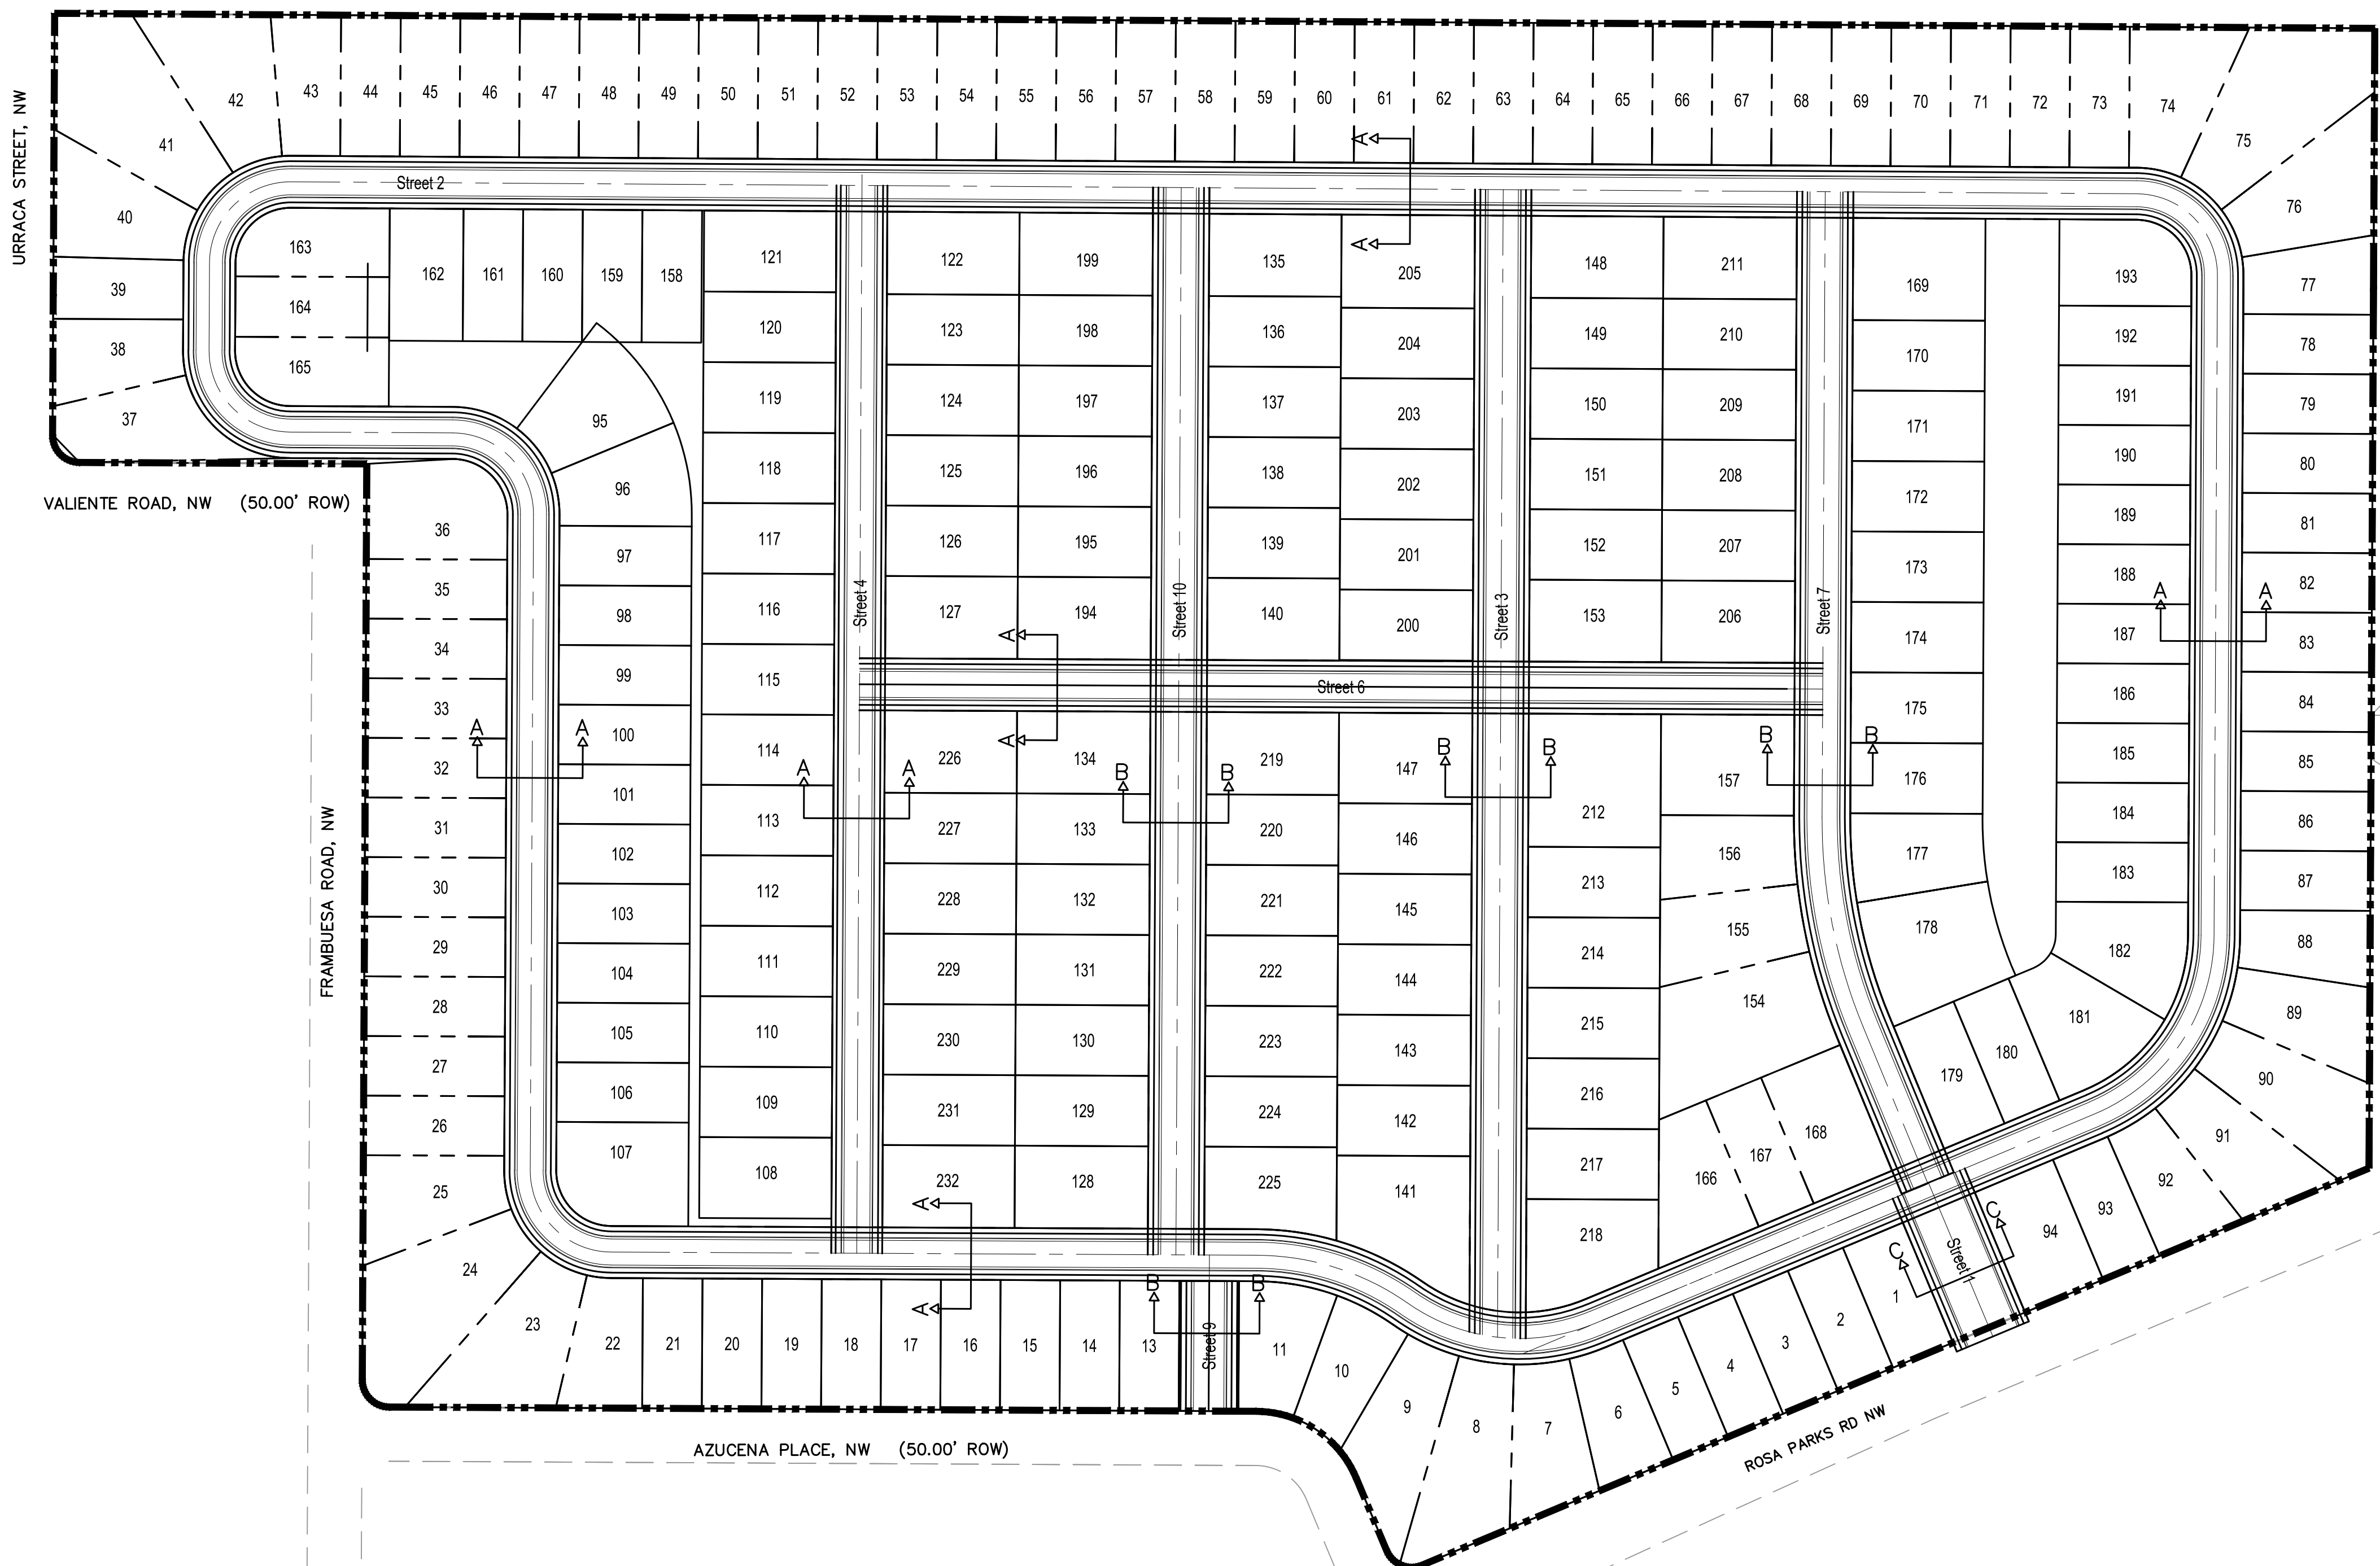 42 43 44 45 46 47 48 49 50 51 52 53 54 55 56 57 58 59 60 61 62 63 64 65 66 67 68 69 70 71 72 73 74
URRACA STREET, NW
41
A
75
Street 2
40
76
A
163 162 161 160 159 158 121 122 199 135 205 148 211 169 193 77
39
164 120 123 198 136 204 149 210 170 192 78
38
165 119 124 197 137 203 150 209 171 191 79
37
95
118 125 196 138 202 151 208 172 190 80
VALIENTE ROAD, NW (50.00' ROW)
96
36 117 126 195 139 201 152 207 173 189 81
97
35 98 116 127 194 140 200 153 206 174 188 82
A A
Street 4
Street 10
Street 3
Street 7
A
34 99 115 187 83
Street 6
186 84
33 100 114 226 134 219 147 212 157 175 185 85
A A
A A
A
B B
B B
B B
32 101 113 227 133 220 146 213 156 176 184 86
31 102 112 228 132 221 145 214 155 177 183 87
FRAMBUESA ROAD, NW
30 103 111 229 131 222 144 215 154 178 182 88
29 104 110 230 130 223 143 216 181 89
28 105 109 231 129 224 142 217 168 179 180 90
27 106 108 232 128 225 141 218 166 167 91
26 107 92
25 93
A
C C
94
24
Street 1
A
B B
23 22 21 20 19 18 17 16 15 14 13 11 10 9 8 7 6 5 4 3 2 1
Street 9
AZUCENA PLACE, NW (50.00' ROW)
ROSA PARKS RD NW